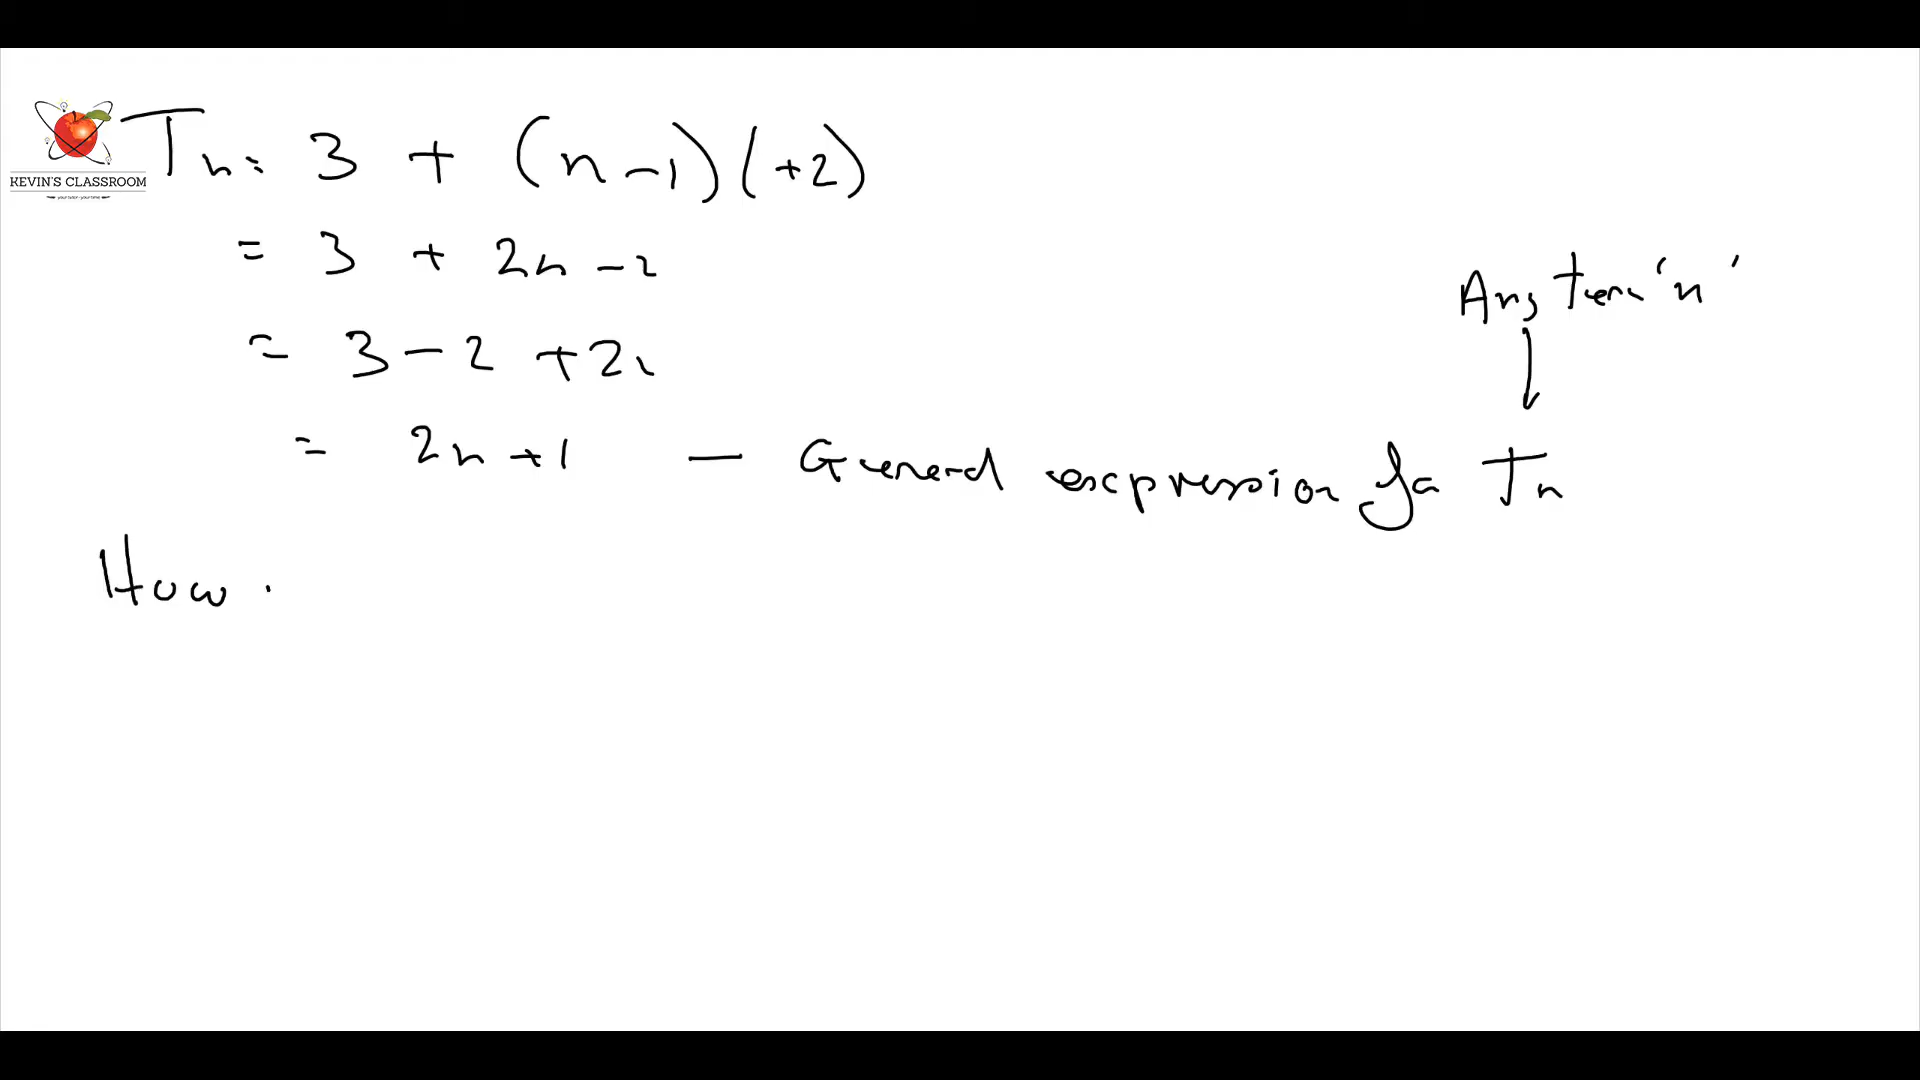 Tn = 3 + (n-1)(+2)
KEVIN'S CLASSROOM
= 3 + 2n - 2
Any term 'n'
= 3 - 2 + 2n
= 2n + 1 — General expression for Tn
How